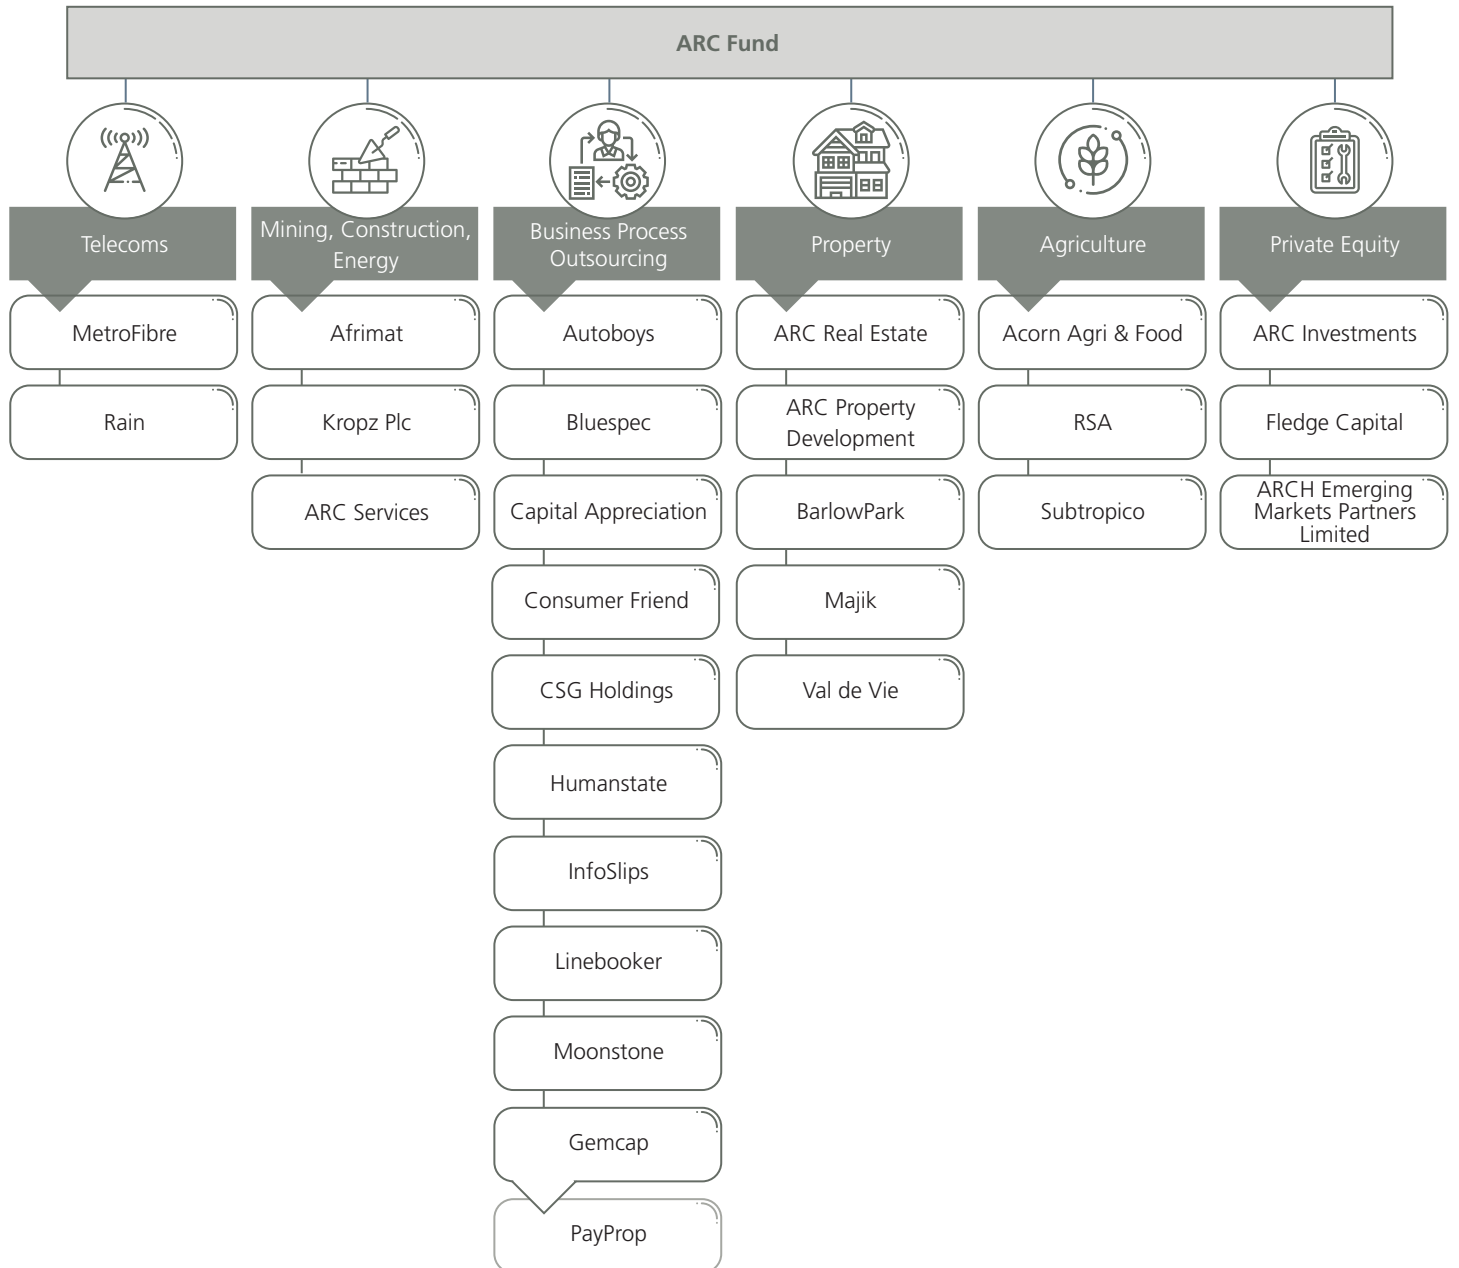 ARC Fund
Telecoms
MetroFibre
Rain
Mining, Construction,
Energy
Afrimat
Kropz Plc
ARC Services
Business Process
Outsourcing
Autoboys
Bluespec
Capital Appreciation
Consumer Friend
CSG Holdings
Humanstate
InfoSlips
Linebooker
Moonstone
Gemcap
PayProp
Property
ARC Real Estate
ARC Property
Development
BarlowPark
Majik
Val de Vie
Agriculture
Acorn Agri & Food
RSA
Subtropico
Private Equity
ARC Investments
Fledge Capital
ARCH Emerging
Markets Partners
Limited